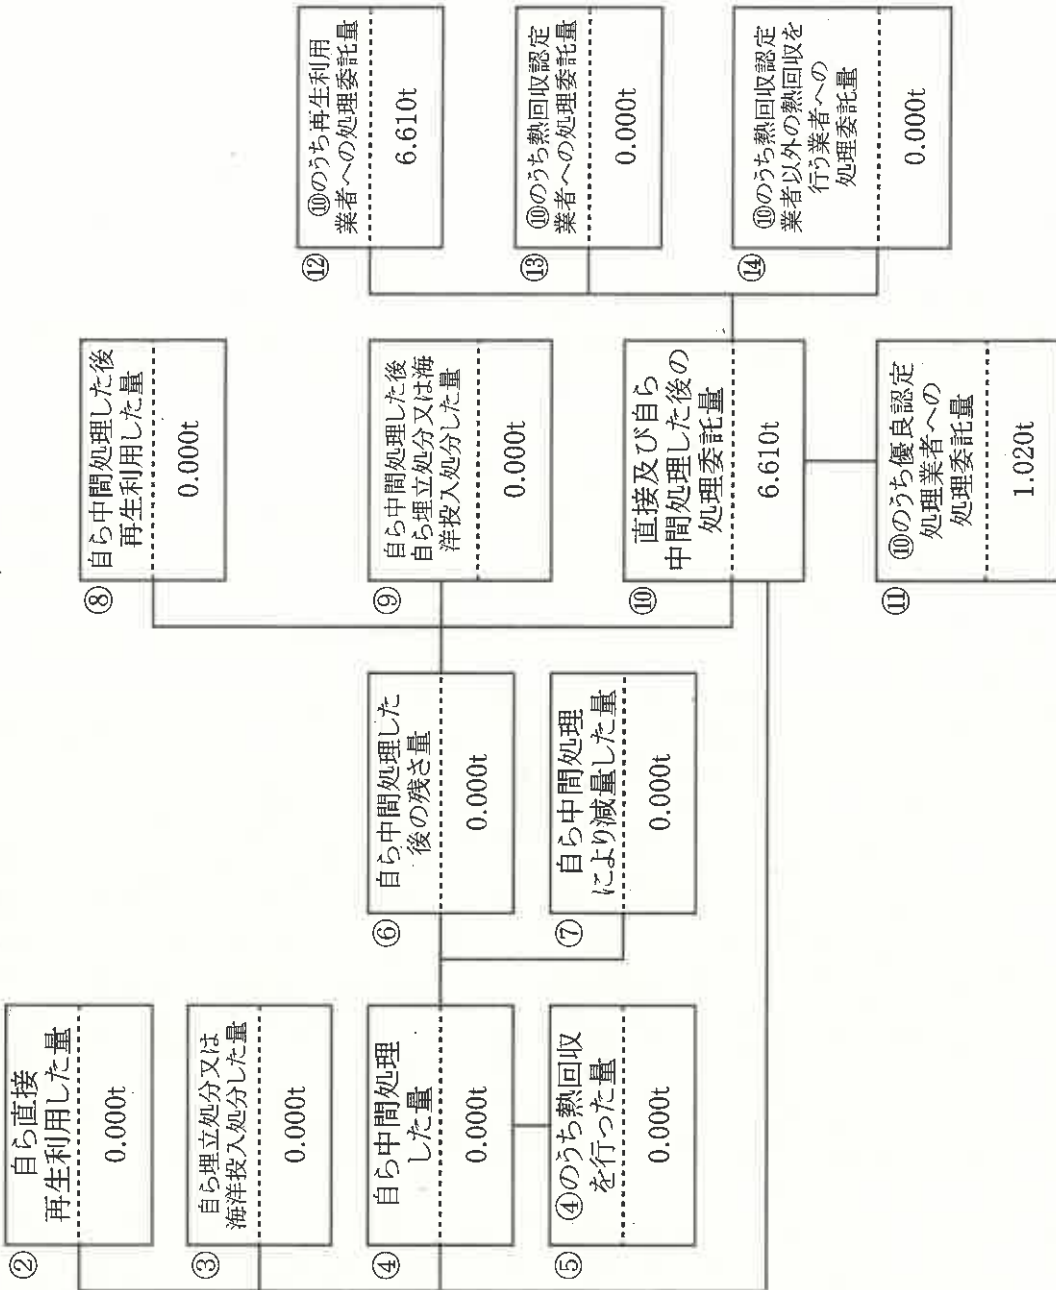 ②
自ら直接
再生利用した量
0.000t
③
自ら埋立処分又は
海洋投入処分した量
0.000t
④
自ら中間処理
した量
0.000t
⑤
④のうち熱回収
を行った量
0.000t
⑥
自ら中間処理した
後の残さ量
0.000t
⑦
自ら中間処理
により減量した量
0.000t
⑧
自ら中間処理した後
再生利用した量
0.000t
⑨
自ら中間処理した後
自ら埋立処分又は海
洋投入処分した量
0.000t
⑩
直接及び自ら
中間処理した後の
処理委託量
6.610t
⑪
⑩のうち優良認定
処理業者への
処理委託量
1.020t
⑫
⑩のうち再生利用
業者への処理委託量
6.610t
⑬
⑩のうち熱回収認定
業者への処理委託量
0.000t
⑭
⑩のうち熱回収認定
業者以外の熱回収を
行う業者への
処理委託量
0.000t